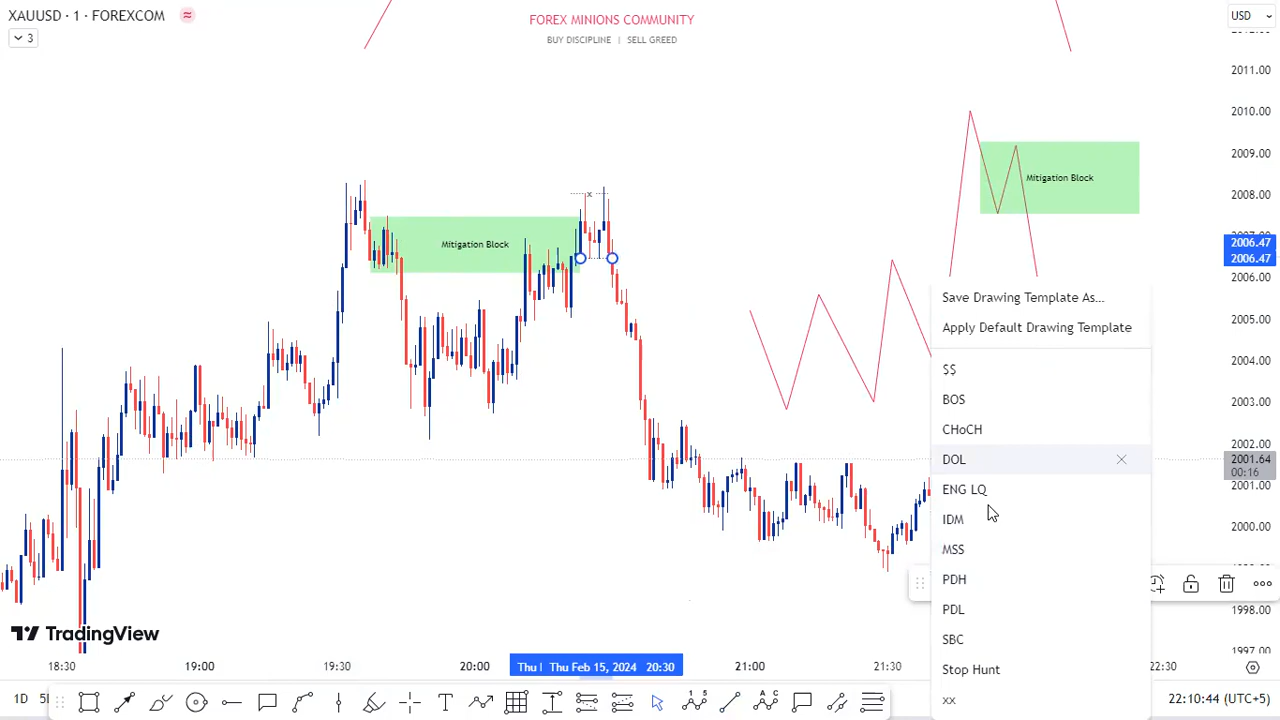 XAUUSD · 1 · FOREXCOM
3
FOREX MINIONS COMMUNITY
BUY DISCIPLINE | SELL GREED
USD
2011.00
2010.00
2009.00
2008.00
2006.47
2006.47
2006.00
2005.00
2004.00
2003.00
2002.00
2001.64
00:16
2001.00
2000.00
1998.00
1997.00
Mitigation Block
x
Mitigation Block
Save Drawing Template As...
Apply Default Drawing Template
$$
BOS
CHoCH
DOL
ENG LQ
IDM
MSS
PDH
PDL
SBC
Stop Hunt
xx
TradingView
18:30 19:00 19:30 20:00 Thu Thu Feb 15, 2024 20:30 21:00 21:30 22:30
1D
22:10:44 (UTC+5)